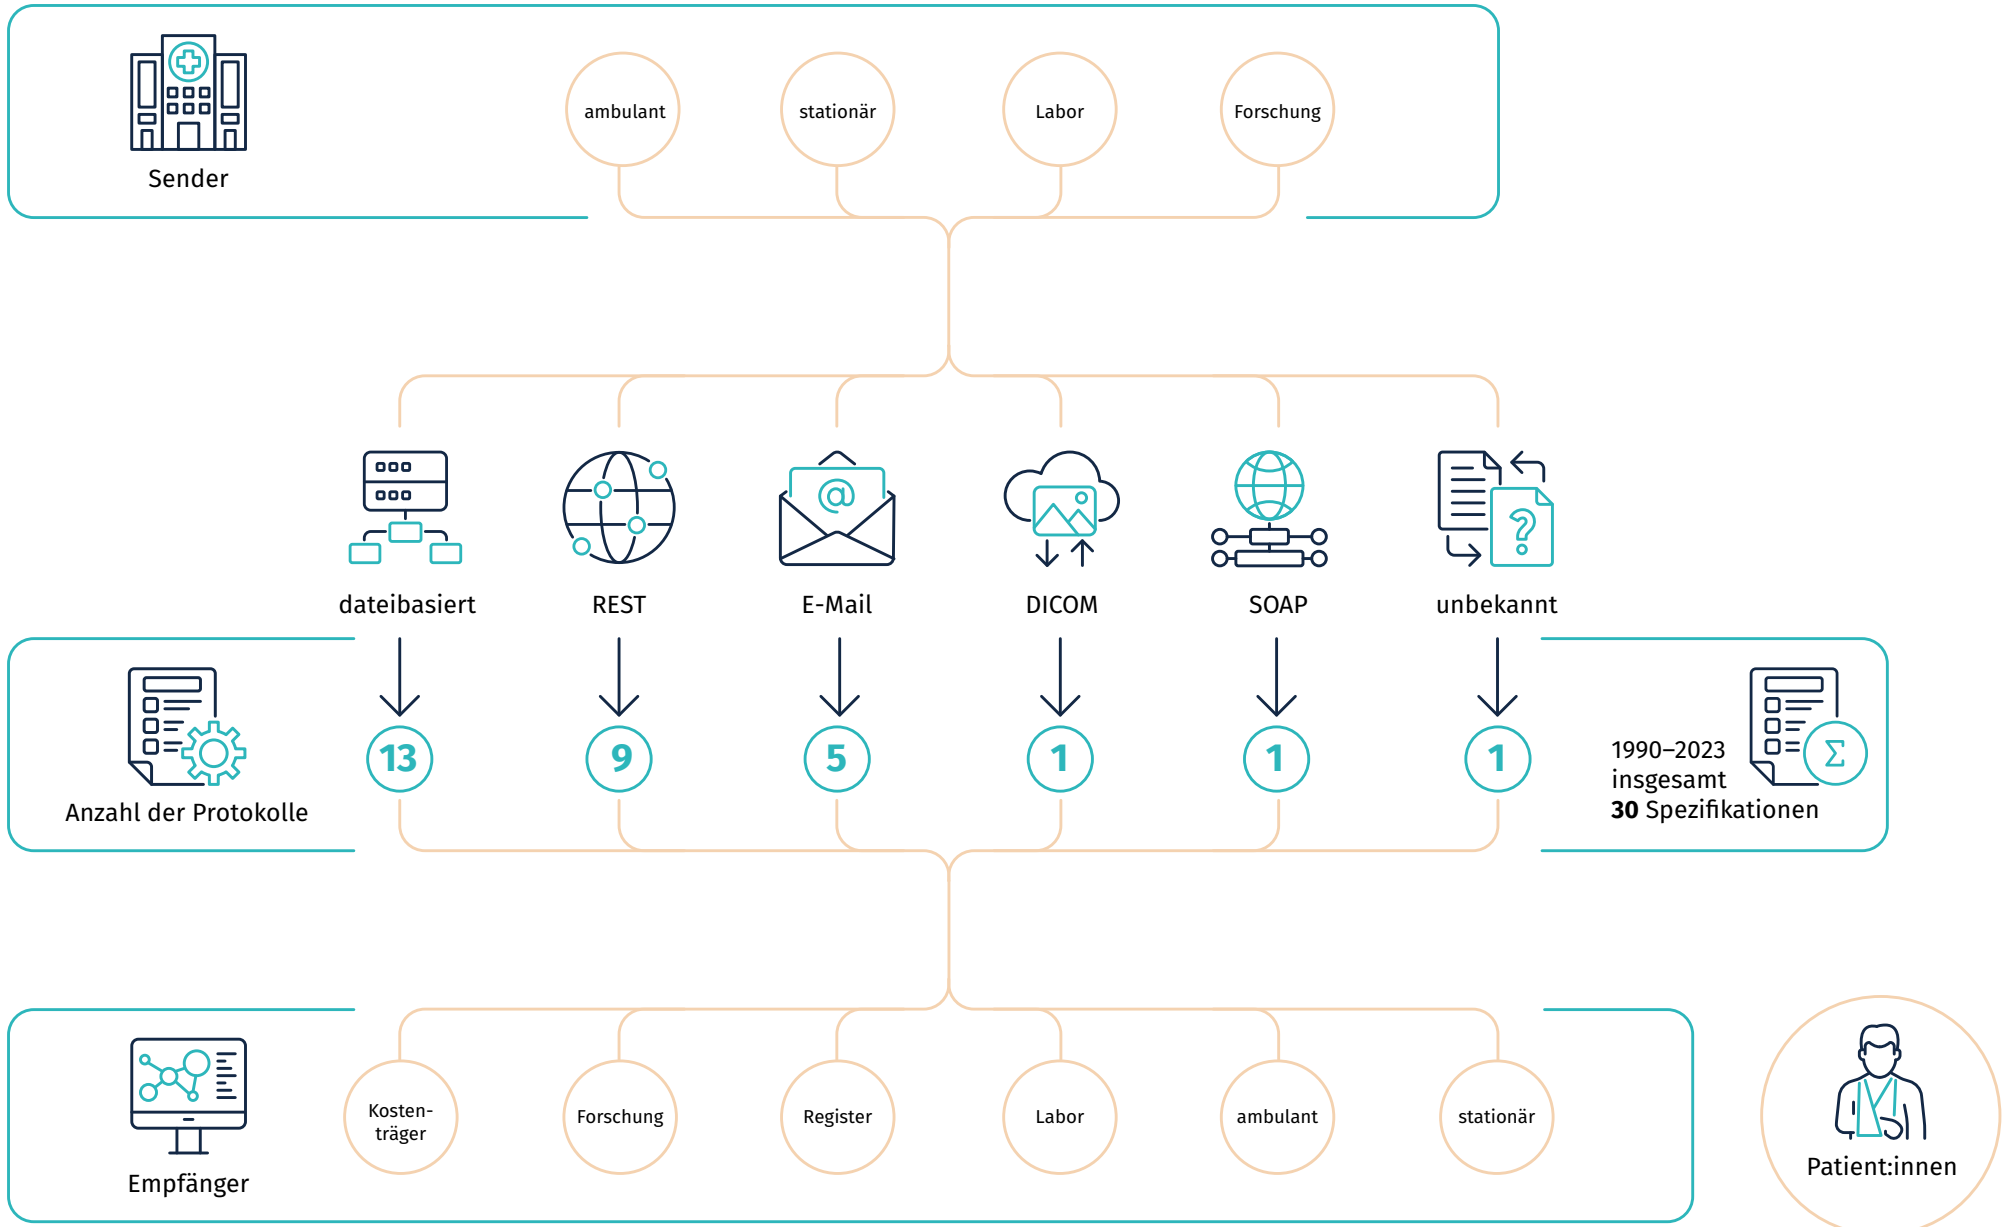 ambulant
stationär
Labor
Forschung
Sender
@
?
dateibasiert
REST
E-Mail
DICOM
SOAP
unbekannt
13
9
5
1
1
1
Anzahl der Protokolle
1990–2023
insgesamt
30 Spezifikationen
Σ
Kosten-
träger
Forschung
Register
Labor
ambulant
stationär
Empfänger
Patient:innen